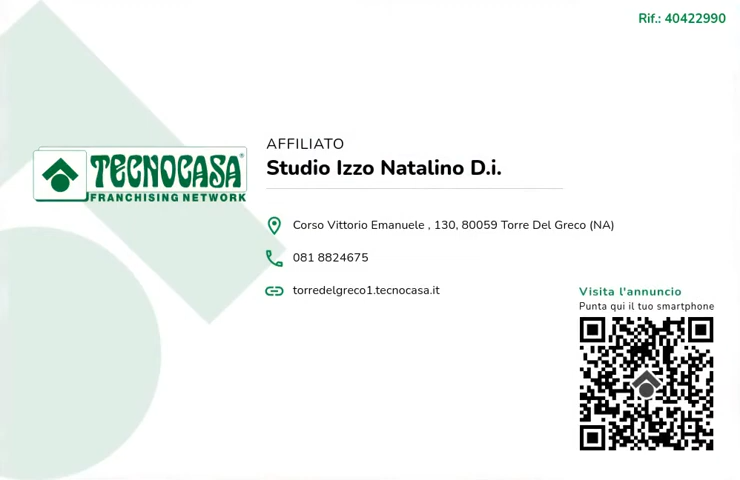 Rif.: 40422990
AFFILIATO
Studio Izzo Natalino D.i.
TECNOCASA®
FRANCHISING NETWORK
Corso Vittorio Emanuele , 130, 80059 Torre Del Greco (NA)
081 8824675
torredelgreco1.tecnocasa.it
Visita l'annuncio
Punta qui il tuo smartphone